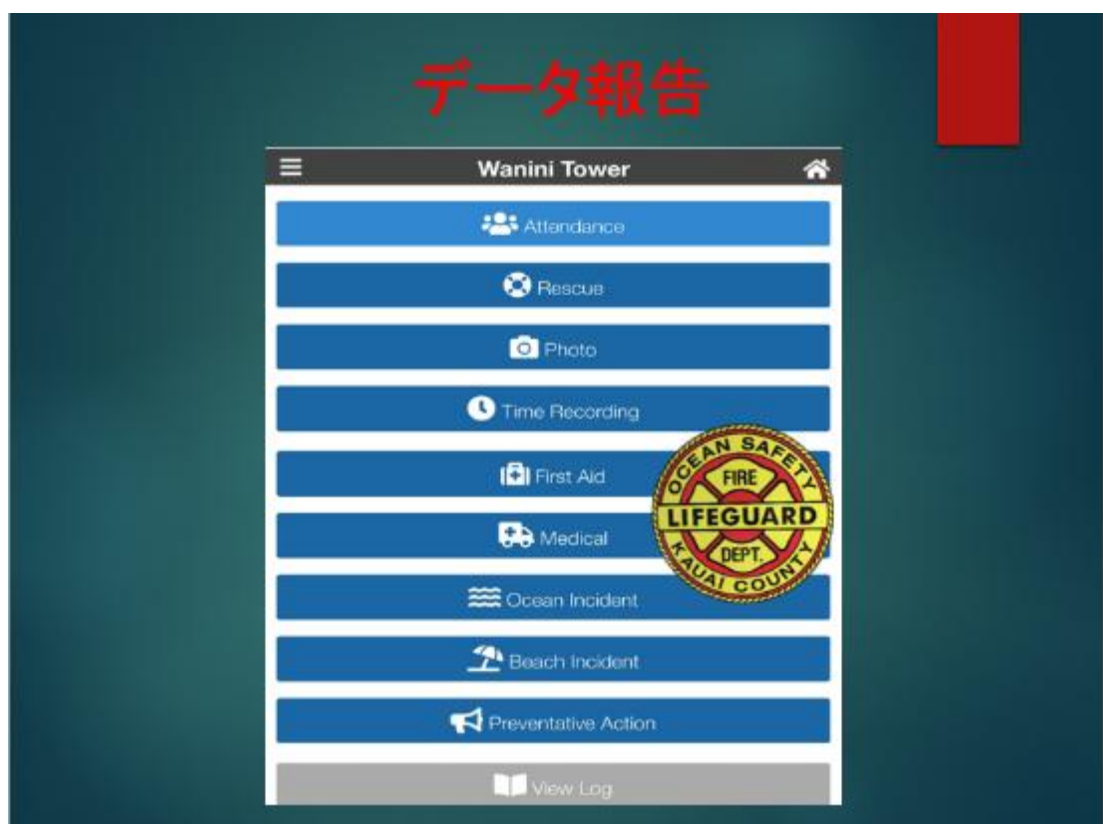 データ報告
Wanini Tower
Attendance
Rescue
Photo
Time Recording
First Aid
Medical
Ocean Incident
Beach Incident
Preventative Action
View Log
OCEAN SAFETY
FIRE
LIFEGUARD
DEPT.
KAUAI COUNTY